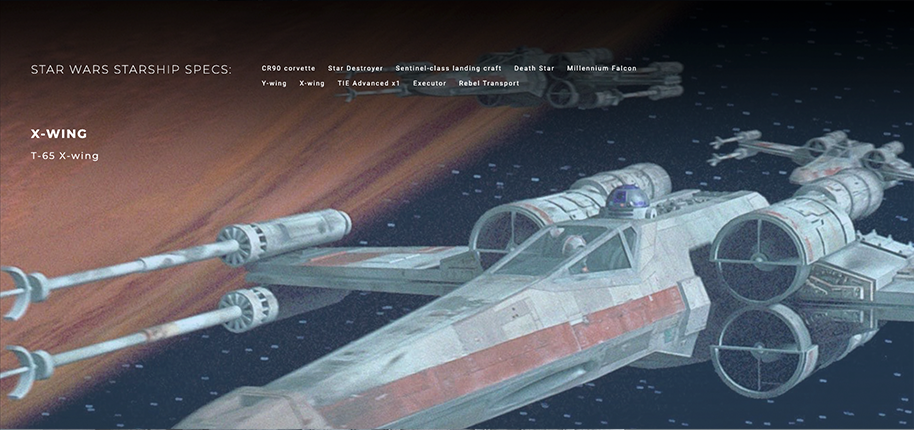 STAR WARS STARSHIP SPECS:
CR90 corvette Star Destroyer Sentinel-class landing craft Death Star Millennium Falcon
Y-wing X-wing TIE Advanced x1 Executor Rebel Transport
X-WING
T-65 X-wing